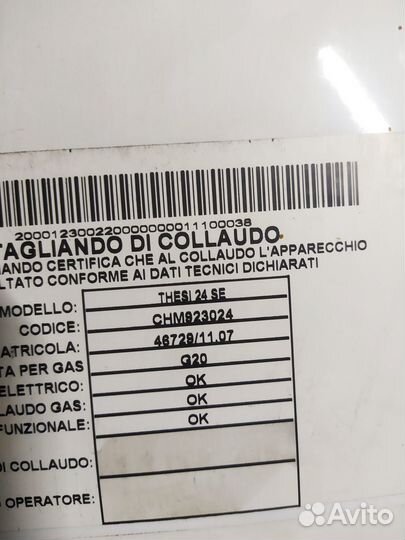 200012300220000000011100038
TAGLIANDO DI COLLAUDO
ANDO CERTIFICA CHE AL COLLAUDO L'APPARECCHIO
LTATO CONFORME AI DATI TECNICI DICHIARATI
MODELLO: THESI 24 SE
CODICE: CHM923024
ATRICOLA: 46729/11.07
TA PER GAS G20
ELETTRICO: OK
LAUDO GAS: OK
FUNZIONALE: OK
DI COLLAUDO:
OPERATORE:
Avito